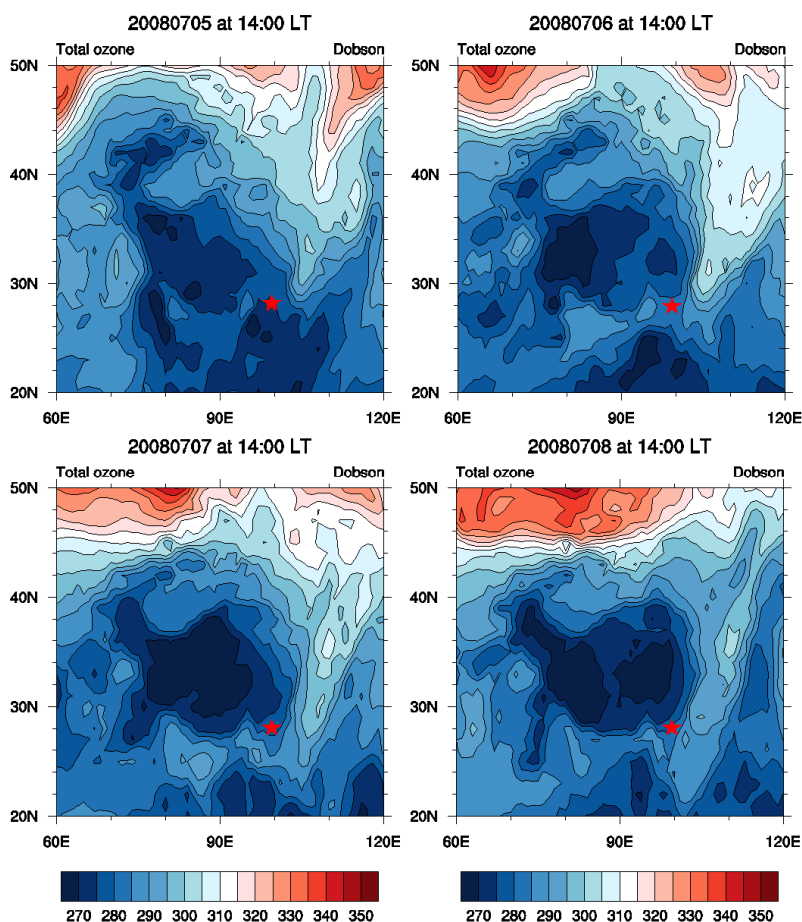 20080705 at 14:00 LT
Total ozone Dobson
50N
40N
30N
20N
60E 90E 120E
20080706 at 14:00 LT
Total ozone Dobson
50N
40N
30N
20N
60E 90E 120E
20080707 at 14:00 LT
Total ozone Dobson
50N
40N
30N
20N
60E 90E 120E
20080708 at 14:00 LT
Total ozone Dobson
50N
40N
30N
20N
60E 90E 120E
270 280 290 300 310 320 330 340 350
270 280 290 300 310 320 330 340 350